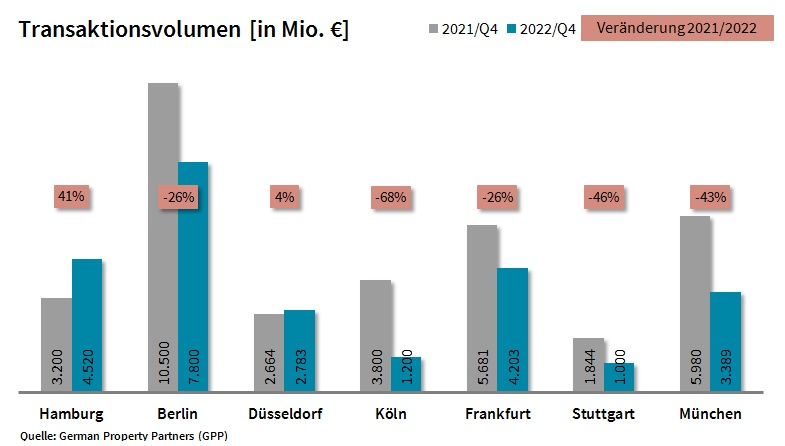 Transaktionsvolumen [in Mio. €]
2021/Q4 2022/Q4 Veränderung 2021/2022
41% -26% 4% -68% -26% -46% -43%
3.200 4.520 10.500 7.800 2.664 2.783 3.800 1.200 5.681 4.203 1.844 1.000 5.980 3.389
Hamburg Berlin Düsseldorf Köln Frankfurt Stuttgart München
Quelle: German Property Partners (GPP)